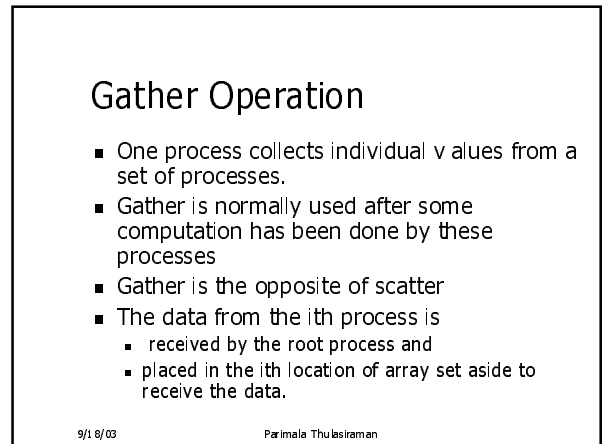 Gather Operation
▪ One process collects individual v alues from a
set of processes.
▪ Gather is normally used after some
computation has been done by these
processes
▪ Gather is the opposite of scatter
▪ The data from the ith process is
▪ received by the root process and
▪ placed in the ith location of array set aside to
receive the data.
9/18/03 Parimala Thulasiraman